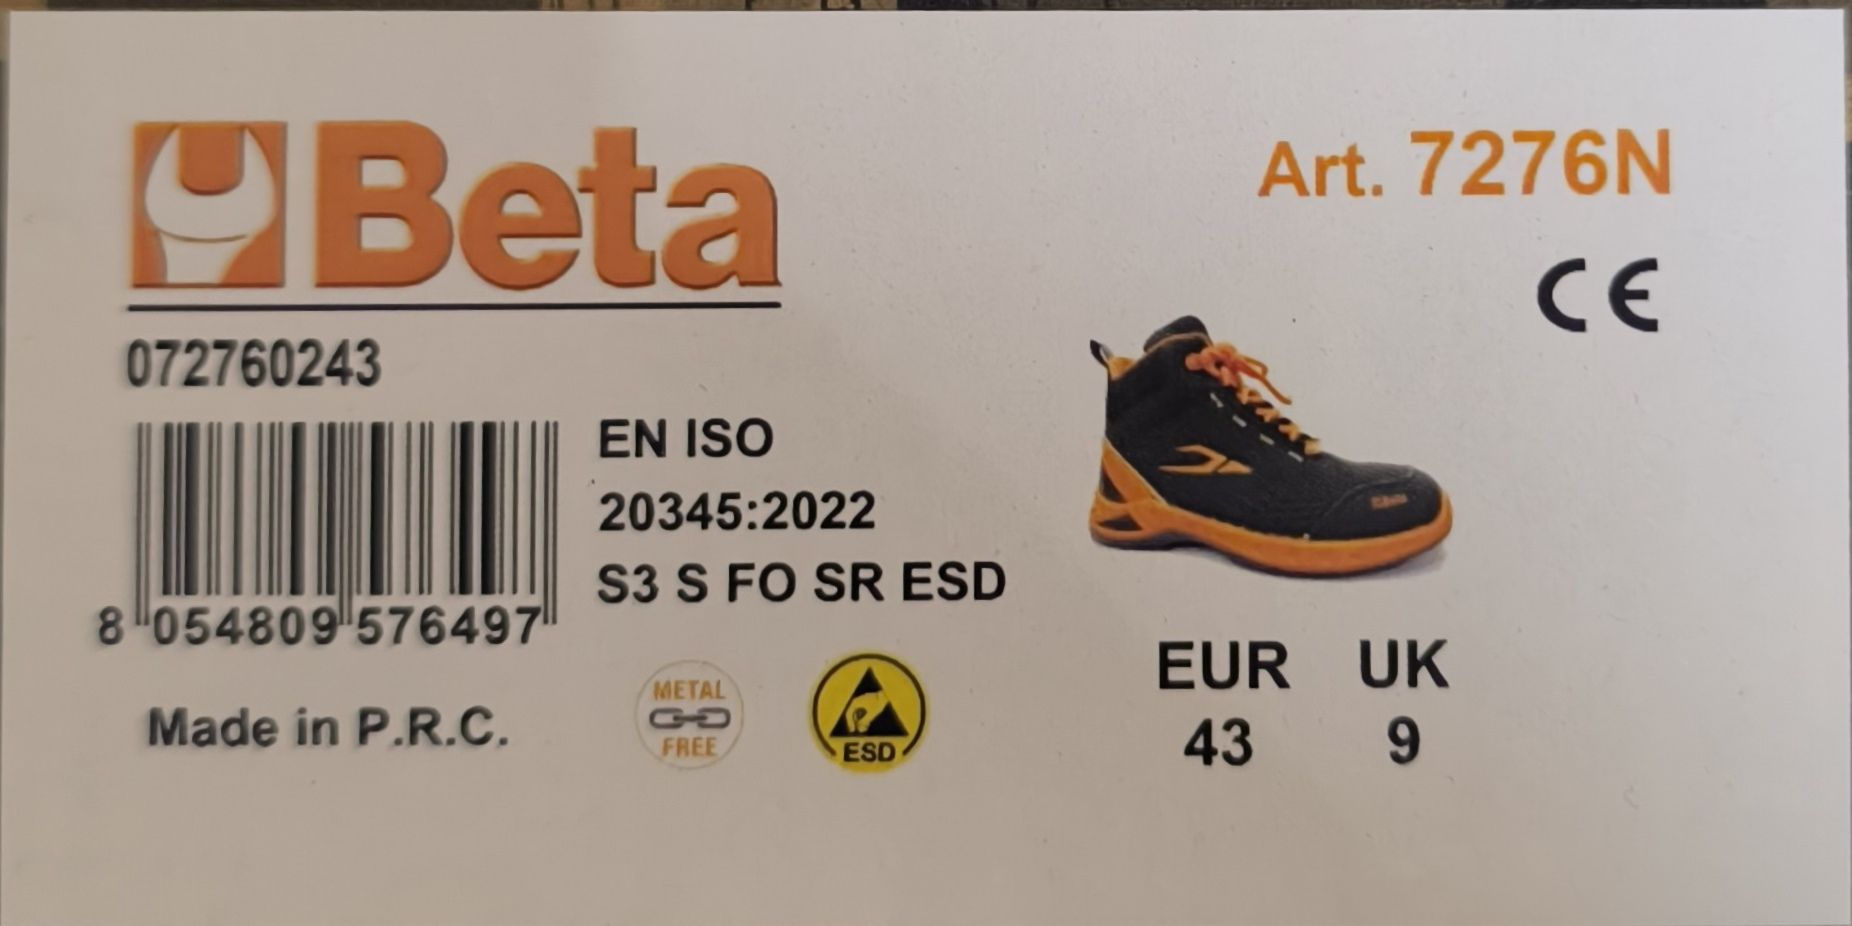 Beta
Art. 7276N
CE
072760243
8 054809 576497
EN ISO
20345:2022
S3 S FO SR ESD
Made in P.R.C.
METAL
FREE
ESD
EUR UK
43 9